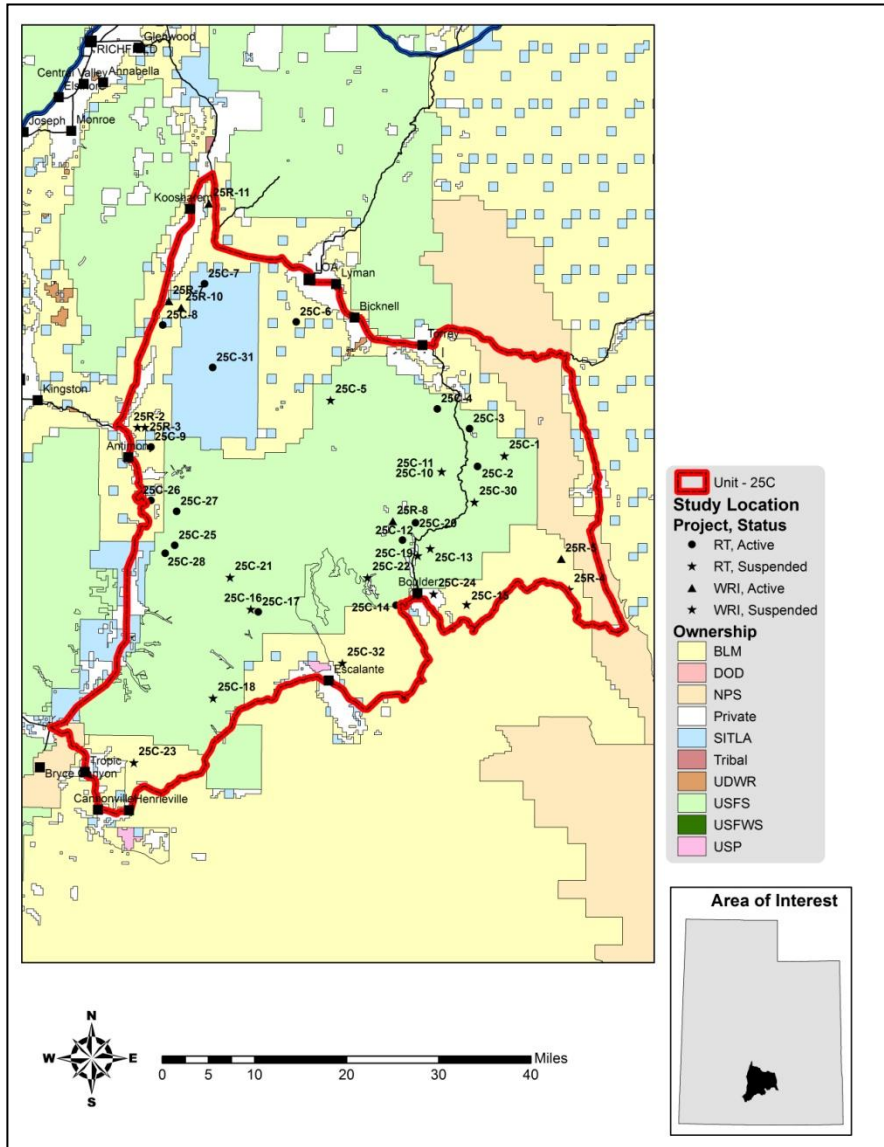 Glenwood
RICHFIELD
Central Valley
Annabella
Elsinore
Joseph
Monroe
Koosharem
25R-11
25C-7
LOA
Lyman
25R-7
25R-10
25C-8
25C-6
Bicknell
Torrey
25C-31
Kingston
25C-5
25C-4
25R-2
25R-3
25C-3
25C-9
Antimony
25C-1
25C-11
25C-10
25C-2
25C-26
25C-27
25C-30
25R-8
25C-20
25C-12
25C-25
25C-28
25C-19
25C-13
25R-5
25C-21
25C-22
Boulder
25C-24
25R-4
25C-16
25C-17
25C-14
25C-15
25C-32
Escalante
25C-18
25C-23
Tropic
Bryce Canyon
Cannonville
Henrieville
Unit - 25C
Study Location
Project, Status
RT, Active
RT, Suspended
WRI, Active
WRI, Suspended
Ownership
BLM
DOD
NPS
Private
SITLA
Tribal
UDWR
USFS
USFWS
USP
Area of Interest
N
W
E
S
0 5 10 20 30 40
Miles